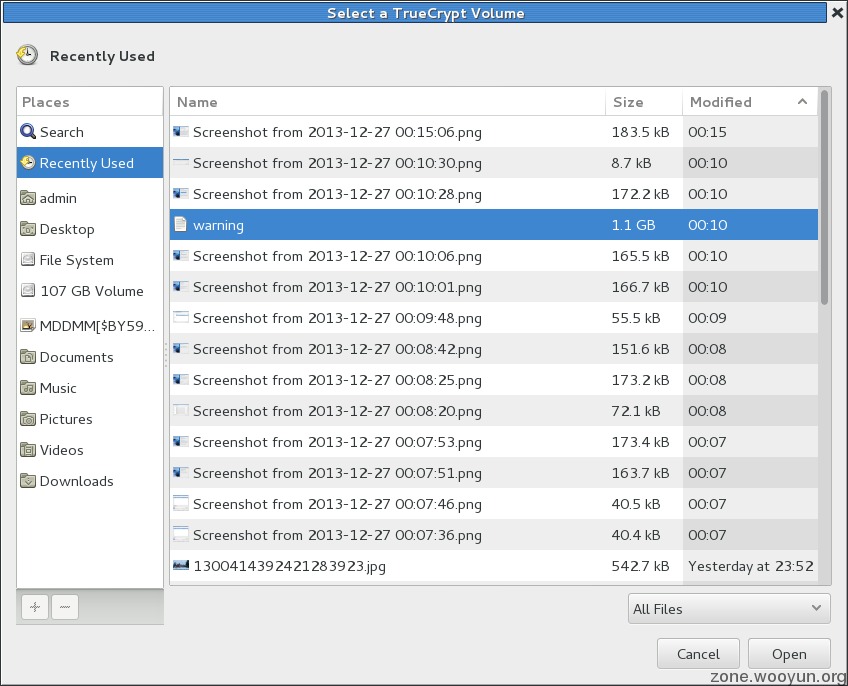 Select a TrueCrypt Volume
Recently Used
Places
Search
Recently Used
admin
Desktop
File System
107 GB Volume
MDDMM[$BY59...
Documents
Music
Pictures
Videos
Downloads
Name Size Modified
Screenshot from 2013-12-27 00:15:06.png 183.5 kB 00:15
Screenshot from 2013-12-27 00:10:30.png 8.7 kB 00:10
Screenshot from 2013-12-27 00:10:28.png 172.2 kB 00:10
warning 1.1 GB 00:10
Screenshot from 2013-12-27 00:10:06.png 165.5 kB 00:10
Screenshot from 2013-12-27 00:10:01.png 166.7 kB 00:10
Screenshot from 2013-12-27 00:09:48.png 55.5 kB 00:09
Screenshot from 2013-12-27 00:08:42.png 151.6 kB 00:08
Screenshot from 2013-12-27 00:08:25.png 173.2 kB 00:08
Screenshot from 2013-12-27 00:08:20.png 72.1 kB 00:08
Screenshot from 2013-12-27 00:07:53.png 173.4 kB 00:07
Screenshot from 2013-12-27 00:07:51.png 163.7 kB 00:07
Screenshot from 2013-12-27 00:07:46.png 40.5 kB 00:07
Screenshot from 2013-12-27 00:07:36.png 40.4 kB 00:07
1300414392421283923.jpg 542.7 kB Yesterday at 23:52
All Files
Cancel Open
zone.wooyun.org